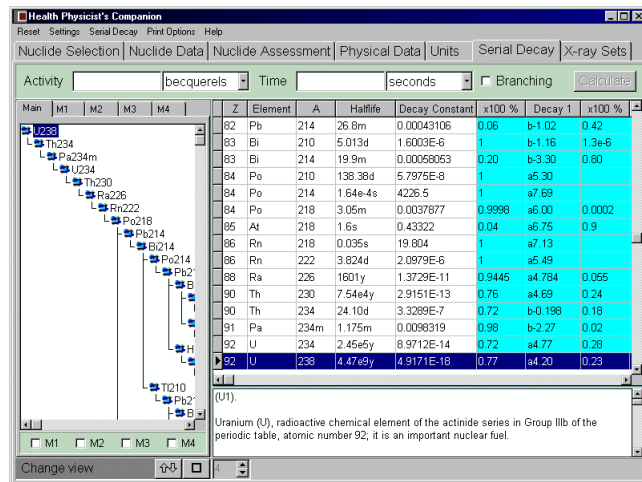 Health Physicist's Companion
Reset Settings Serial Decay Print Options Help
Nuclide Selection Nuclide Data Nuclide Assessment Physical Data Units Serial Decay X-ray Sets
Activity becquerels Time seconds Branching Calculate
Main M1 M2 M3 M4
U238
Th234
Pa234m
U234
Th230
Ra226
Rn222
Po218
Pb214
Bi214
Po214
Pb21
B
H
Tl210
Pb21
B
M1 M2 M3 M4
Change view
Z Element A Halflife Decay Constant x100 % Decay 1 x100 %
82 Pb 214 26.8m 0.00043106 0.06 b-1.02 0.42
83 Bi 210 5.013d 1.6003E-6 1 b-1.16 1.3e-6
83 Bi 214 19.9m 0.00058053 0.20 b-3.30 0.80
84 Po 210 138.38d 5.7975E-8 1 a5.30
84 Po 214 1.64e-4s 4226.5 1 a7.69
84 Po 218 3.05m 0.0037877 0.9998 a6.00 0.0002
85 At 218 1.6s 0.43322 0.04 a6.75 0.9
86 Rn 218 0.035s 19.804 1 a7.13
86 Rn 222 3.824d 2.0979E-6 1 a5.49
88 Ra 226 1601y 1.3729E-11 0.9445 a4.784 0.055
90 Th 230 7.54e4y 2.9151E-13 0.76 a4.69 0.24
90 Th 234 24.10d 3.3289E-7 0.72 b-0.198 0.18
91 Pa 234m 1.175m 0.0098319 0.98 b-2.27 0.02
92 U 234 2.45e5y 8.9712E-14 0.72 a4.77 0.28
92 U 238 4.47e9y 4.9171E-18 0.77 a4.20 0.23
(U1).
Uranium (U), radioactive chemical element of the actinide series in Group IIIb of the
periodic table, atomic number 92; it is an important nuclear fuel.
4